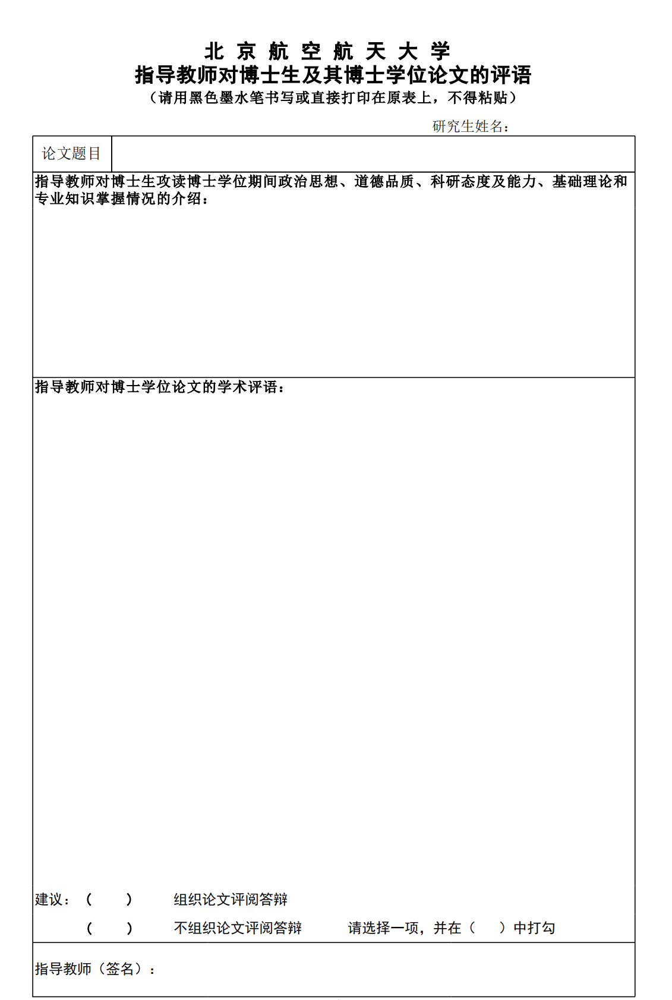 北京航空航天大学
指导教师对博士生及其博士学位论文的评语
（请用黑色墨水笔书写或直接打印在原表上，不得粘贴）
研究生姓名：
论文题目
指导教师对博士生攻读博士学位期间政治思想、道德品质、科研态度及能力、基础理论和
专业知识掌握情况的介绍：
指导教师对博士学位论文的学术评语：
建议：（ ） 组织论文评阅答辩
（ ） 不组织论文评阅答辩 请选择一项，并在（ ）中打勾
指导教师（签名）：